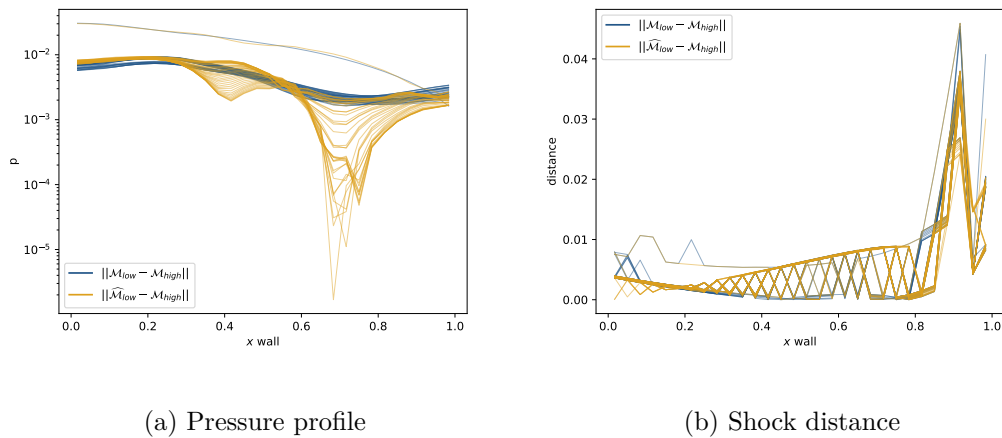 10⁻²
10⁻³
10⁻⁴
10⁻⁵
p
||M_low − M_high||
||M̂_low − M_high||
0.0 0.2 0.4 0.6 0.8 1.0
x wall
(a) Pressure profile
||M_low − M_high||
||M̂_low − M_high||
0.04
0.03
0.02
0.01
0.00
distance
0.0 0.2 0.4 0.6 0.8 1.0
x wall
(b) Shock distance